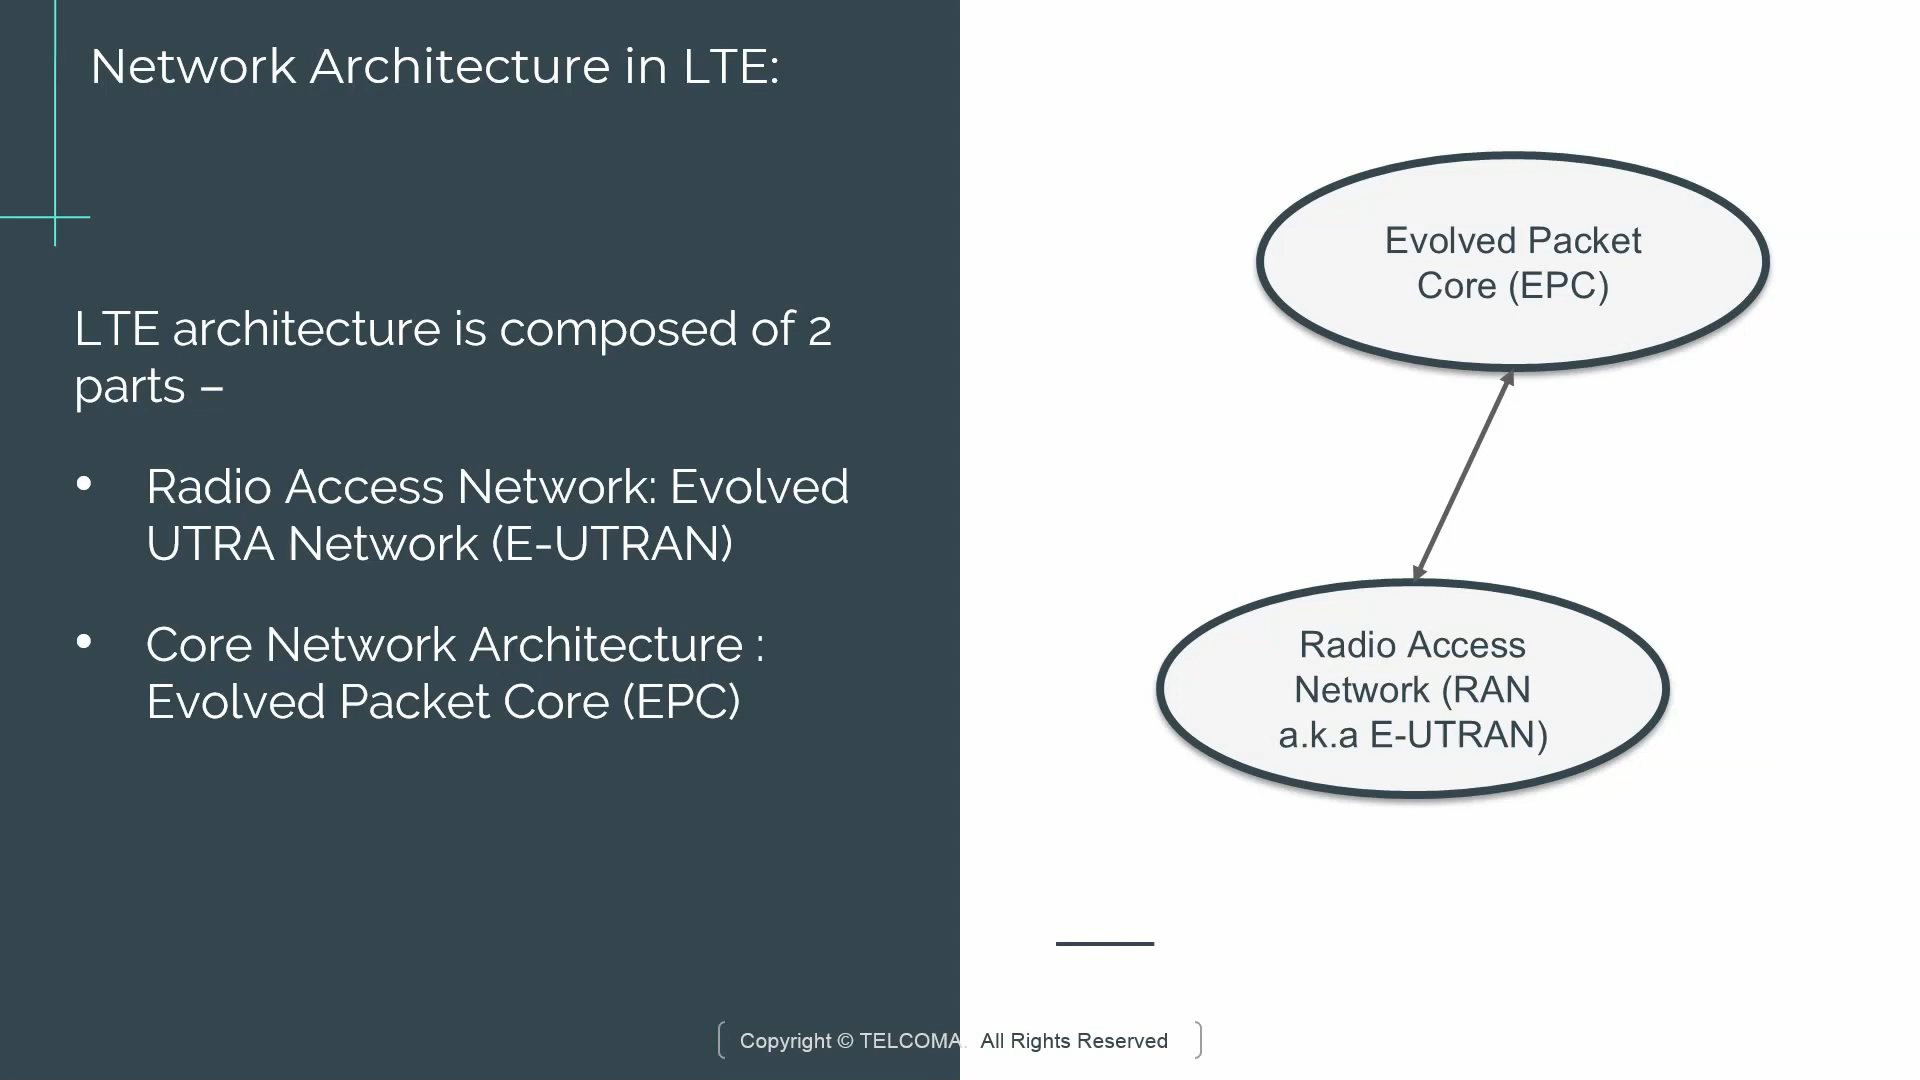 Network Architecture in LTE:
LTE architecture is composed of 2
parts –
• Radio Access Network: Evolved
UTRA Network (E-UTRAN)
• Core Network Architecture :
Evolved Packet Core (EPC)
Evolved Packet
Core (EPC)
Radio Access
Network (RAN
a.k.a E-UTRAN)
Copyright © TELCOMA. All Rights Reserved